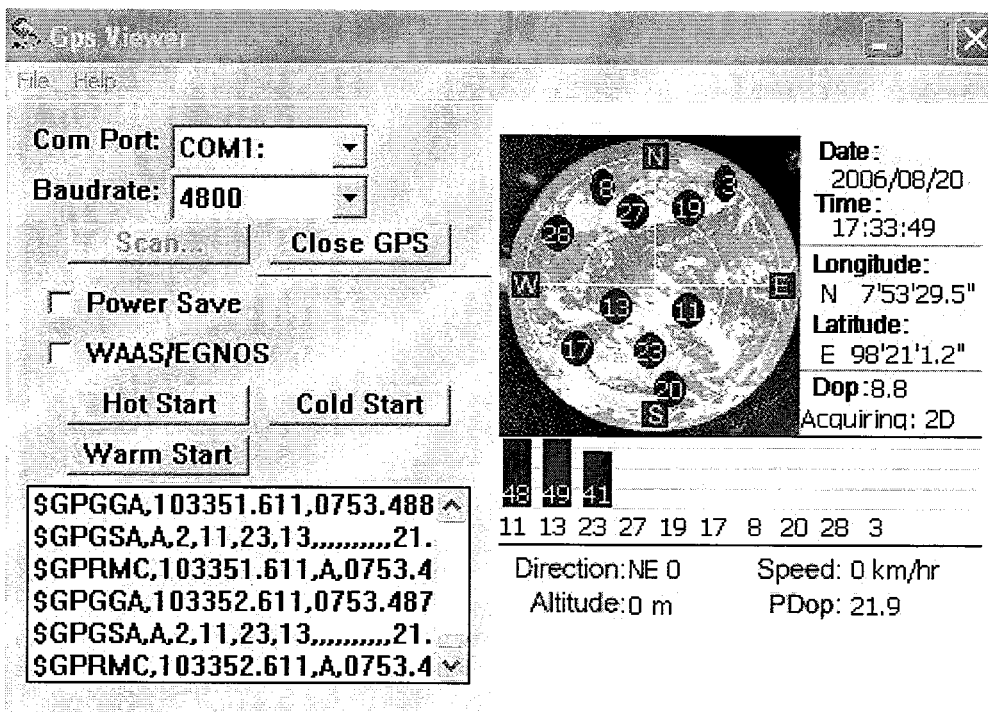 Gps Viewer
File Help
Com Port: COM1:
Baudrate: 4800
Scan... Close GPS
Power Save
WAAS/EGNOS
Hot Start Cold Start
Warm Start
$GPGGA,103351.611,0753.488
$GPGSA,A,2,11,23,13,,,,,,,,,,21.
$GPRMC,103351.611,A,0753.4
$GPGGA,103352.611,0753.487
$GPGSA,A,2,11,23,13,,,,,,,,,,21.
$GPRMC,103352.611,A,0753.4
N
8 3
27 19
28
W E
13 11
17 23
20
S
Date:
2006/08/20
Time:
17:33:49
Longitude:
N 7'53'29.5"
Latitude:
E 98'21'1.2"
Dop:8.8
Acquiring: 2D
48 49 41
11 13 23 27 19 17 8 20 28 3
Direction:NE 0 Speed: 0 km/hr
Altitude:0 m PDop: 21.9